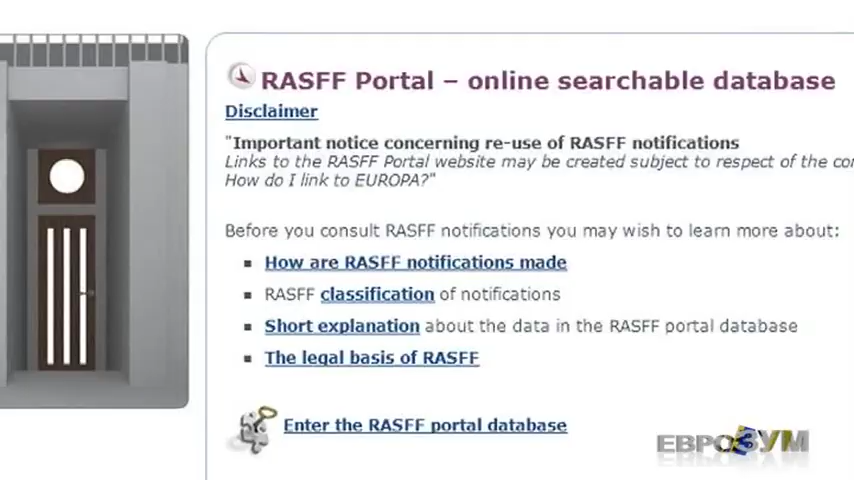 RASFF Portal – online searchable database
Disclaimer
"Important notice concerning re-use of RASFF notifications
Links to the RASFF Portal website may be created subject to respect of the
How do I link to EUROPA?"
Before you consult RASFF notifications you may wish to learn more about:
How are RASFF notifications made
RASFF classification of notifications
Short explanation about the data in the RASFF portal database
The legal basis of RASFF
Enter the RASFF portal database
ЕВРОЗУМ